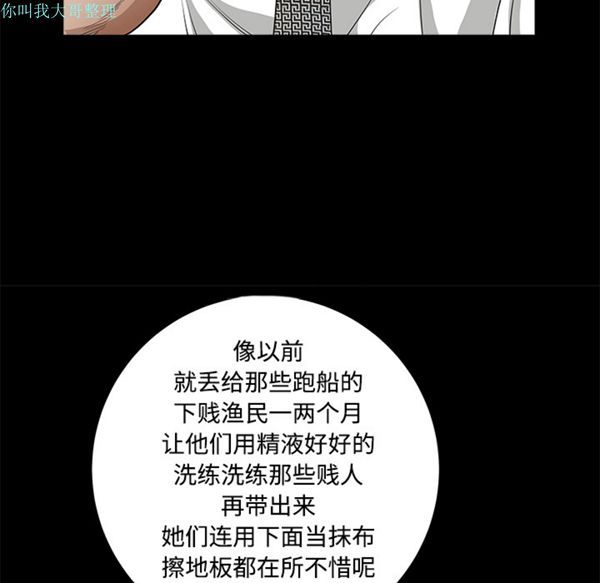 你叫我大哥整理
像以前
就丢给那些跑船的
下贱渔民一两个月
让他们用精液好好的
洗练洗练那些贱人
再带出来
她们连用下面当抹布
擦地板都在所不惜呢